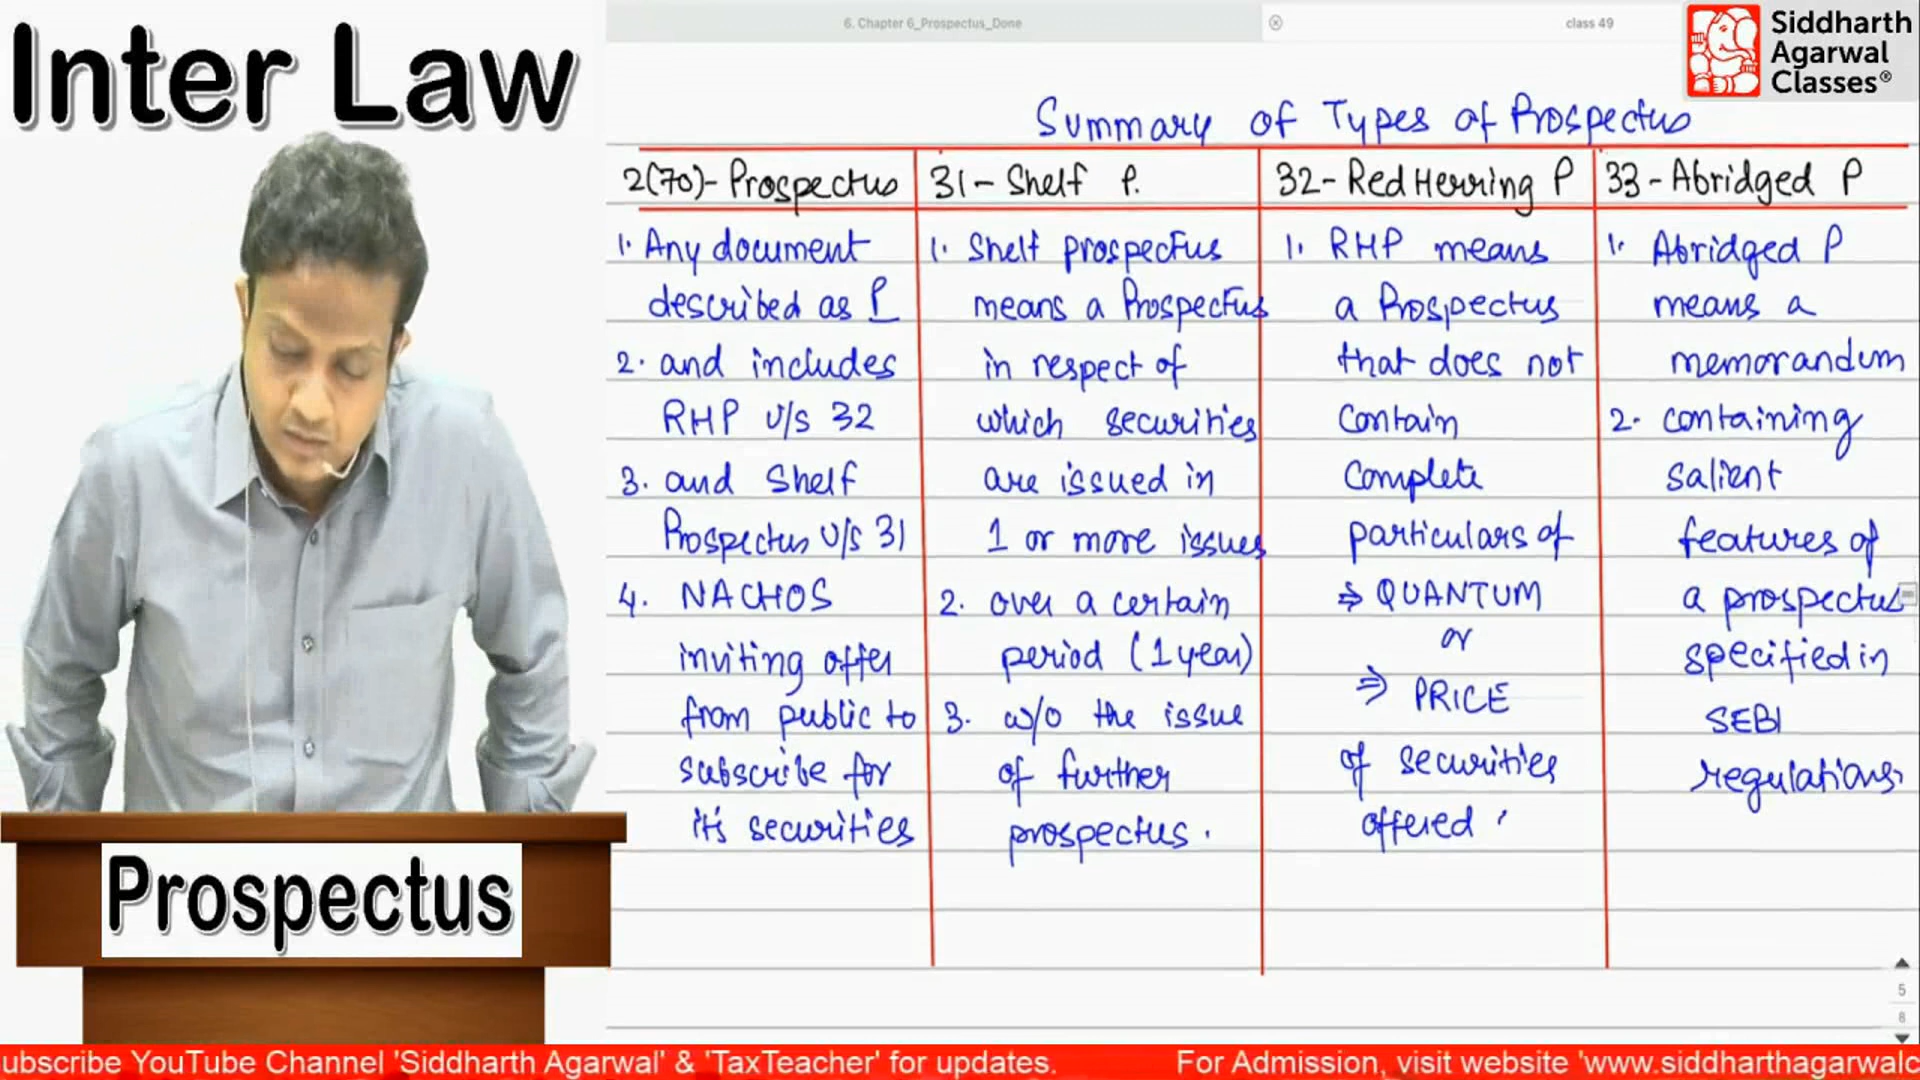 Inter Law
6. Chapter 6_Prospectus_Done
class 49
Siddharth
Agarwal
Classes®
Summary of Types of Prospectus
2(70)- Prospectus
1. Any document
described as P
2. and includes
RHP u/s 32
3. and Shelf
Prospectus u/s 31
4. NACHOS
inviting offer
from public to
subscribe for
it's securities
31 - Shelf P.
1. Shelf prospectus
means a Prospectus
in respect of
which securities
are issued in
1 or more issues
2. over a certain
period (1 year)
3. w/o the issue
of further
prospectus.
32 - Red Herring P
1. RHP means
a Prospectus
that does not
contain
complete
particulars of
⇒ QUANTUM
or
⇒ PRICE
of securities
offered.
33 - Abridged P
1. Abridged P
means a
memorandum
2. containing
salient
features of
a prospectus
specified in
SEBI
regulations.
Prospectus
5
8
ubscribe YouTube Channel 'Siddharth Agarwal' & 'TaxTeacher' for updates. For Admission, visit website 'www.siddharthagarwalc